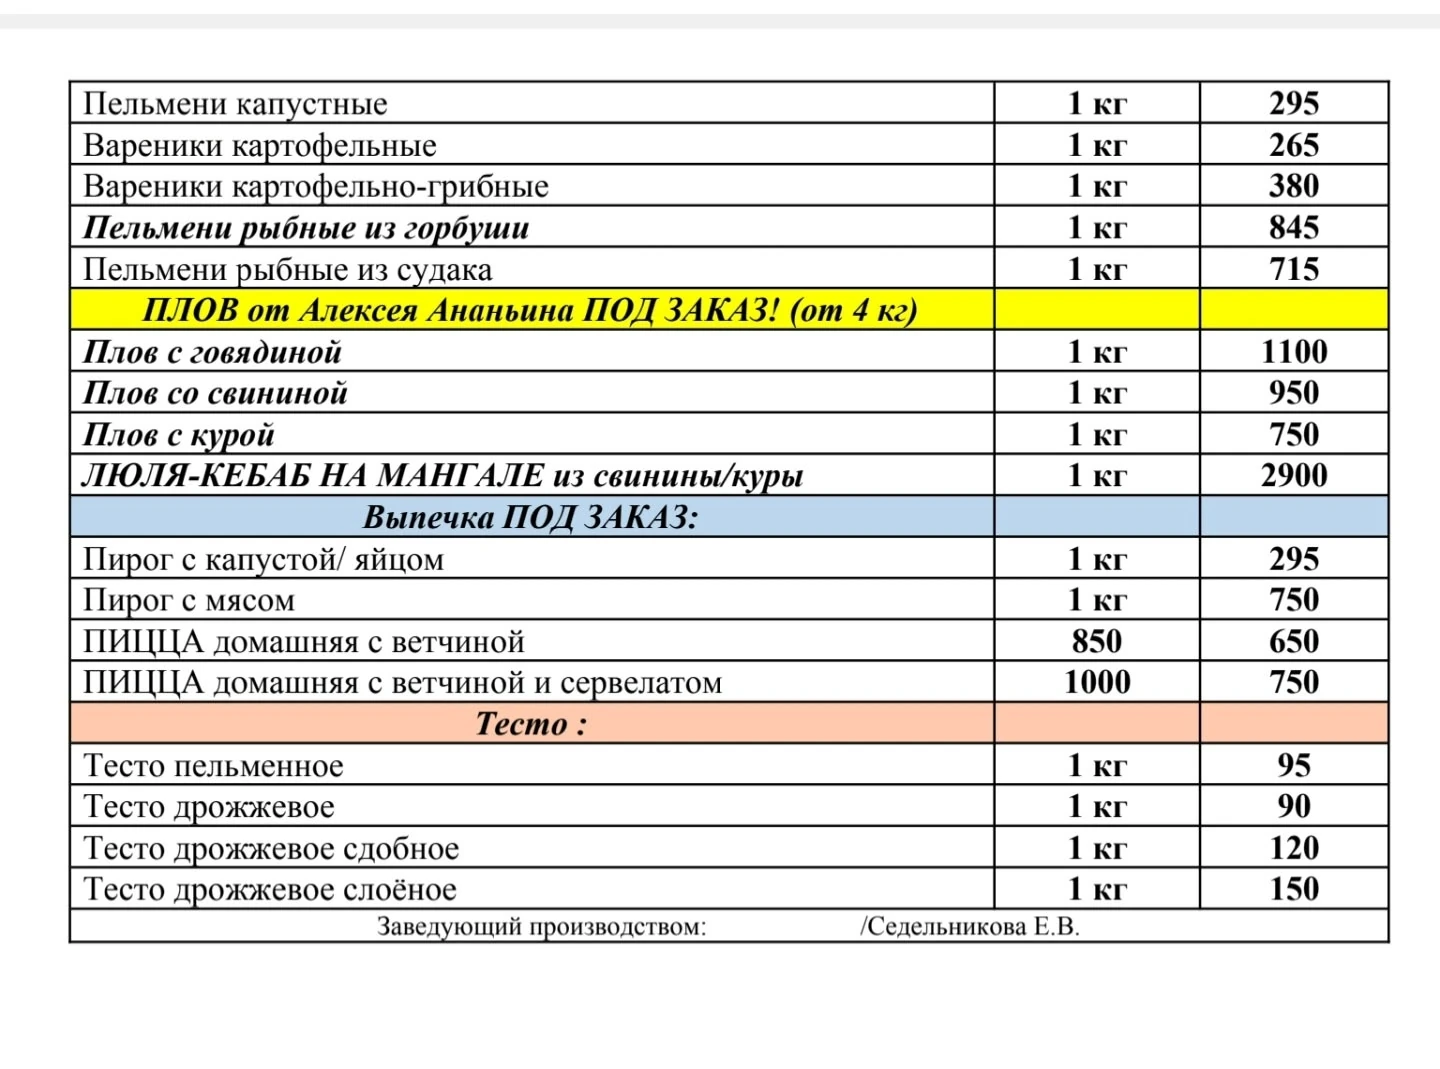 Пельмени капустные 1 кг 295
Вареники картофельные 1 кг 265
Вареники картофельно-грибные 1 кг 380
Пельмени рыбные из горбуши 1 кг 845
Пельмени рыбные из судака 1 кг 715
ПЛОВ от Алексея Ананьина ПОД ЗАКАЗ! (от 4 кг)
Плов с говядиной 1 кг 1100
Плов со свининой 1 кг 950
Плов с курой 1 кг 750
ЛЮЛЯ-КЕБАБ НА МАНГАЛЕ из свинины/куры 1 кг 2900
Выпечка ПОД ЗАКАЗ:
Пирог с капустой/ яйцом 1 кг 295
Пирог с мясом 1 кг 750
ПИЦЦА домашняя с ветчиной 850 650
ПИЦЦА домашняя с ветчиной и сервелатом 1000 750
Тесто :
Тесто пельменное 1 кг 95
Тесто дрожжевое 1 кг 90
Тесто дрожжевое сдобное 1 кг 120
Тесто дрожжевое слоёное 1 кг 150
Заведующий производством: /Седельникова Е.В.